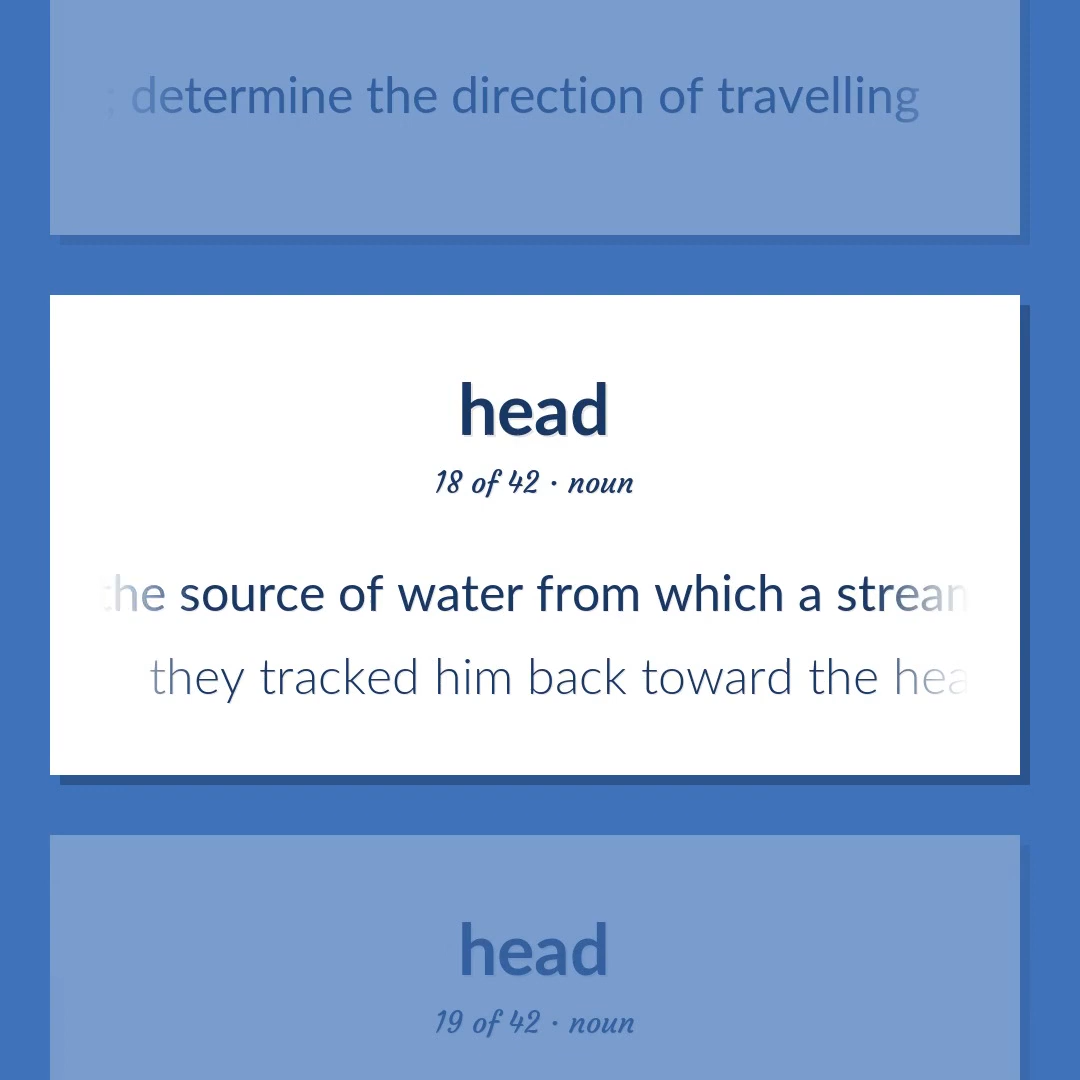 ; determine the direction of travelling
head
18 of 42 · noun
the source of water from which a stream
they tracked him back toward the hea
head
19 of 42 · noun